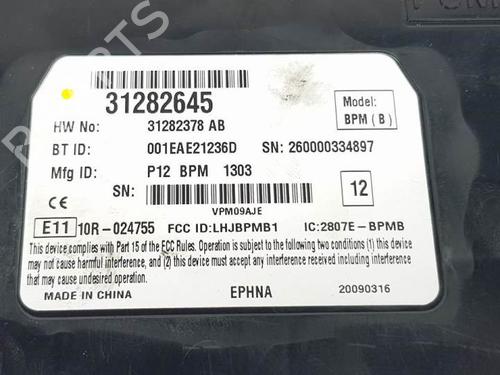 31282645
Model:
BPM ( B )
HW No: 31282378 AB
BT ID: 001EAE21236D SN: 260000334897
Mfg ID: P12 BPM 1303
SN:
12
VPM09AJE
CE
E11 10R-024755 FCC ID:LHJBPMB1 IC:2807E-BPMB
This device complies with Part 15 of the FCC Rules. Operation is subject to the following two conditions (1) this device
may not cause harmful interference, and (2) this device must accept any interference received including interference
that may cause undesired operation.
MADE IN CHINA EPHNA 20090316